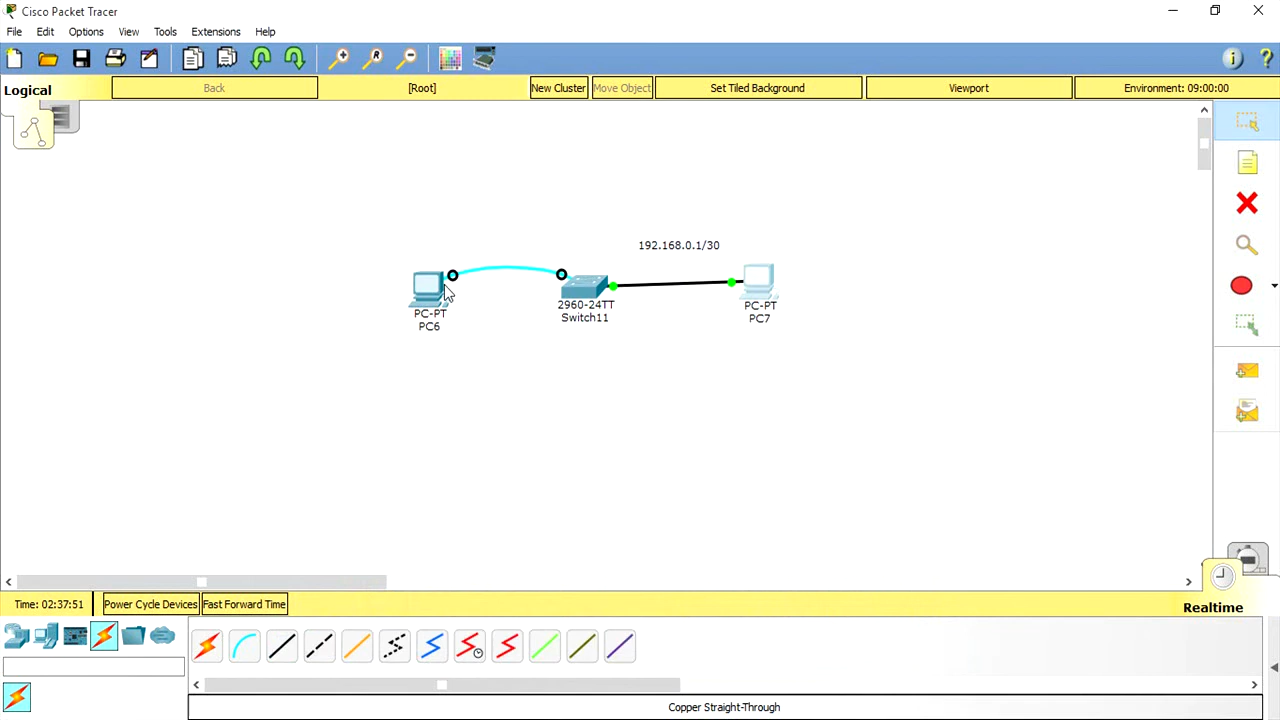 Cisco Packet Tracer
File Edit Options View Tools Extensions Help
Logical Back [Root] New Cluster Move Object Set Tiled Background Viewport Environment: 09:00:00
192.168.0.1/30
PC-PT
PC6
2960-24TT
Switch11
PC-PT
PC7
Time: 02:37:51 Power Cycle Devices Fast Forward Time Realtime
Copper Straight-Through